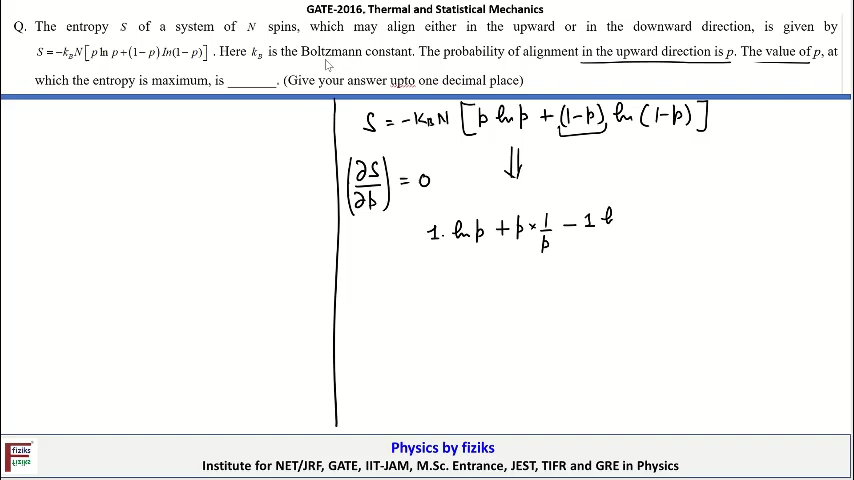 GATE-2016, Thermal and Statistical Mechanics
Q. The entropy S of a system of N spins, which may align either in the upward or in the downward direction, is given by
S = −k_B N [p ln p + (1−p) ln(1−p)]. Here k_B is the Boltzmann constant. The probability of alignment in the upward direction is p. The value of p, at
which the entropy is maximum, is _______. (Give your answer upto one decimal place)
S = −k_B N [p ln p + (1−p) ln (1−p)]
(∂S/∂p) = 0
1. ln p + p × 1/p − 1 l
fiziks
Physics by fiziks
Institute for NET/JRF, GATE, IIT-JAM, M.Sc. Entrance, JEST, TIFR and GRE in Physics